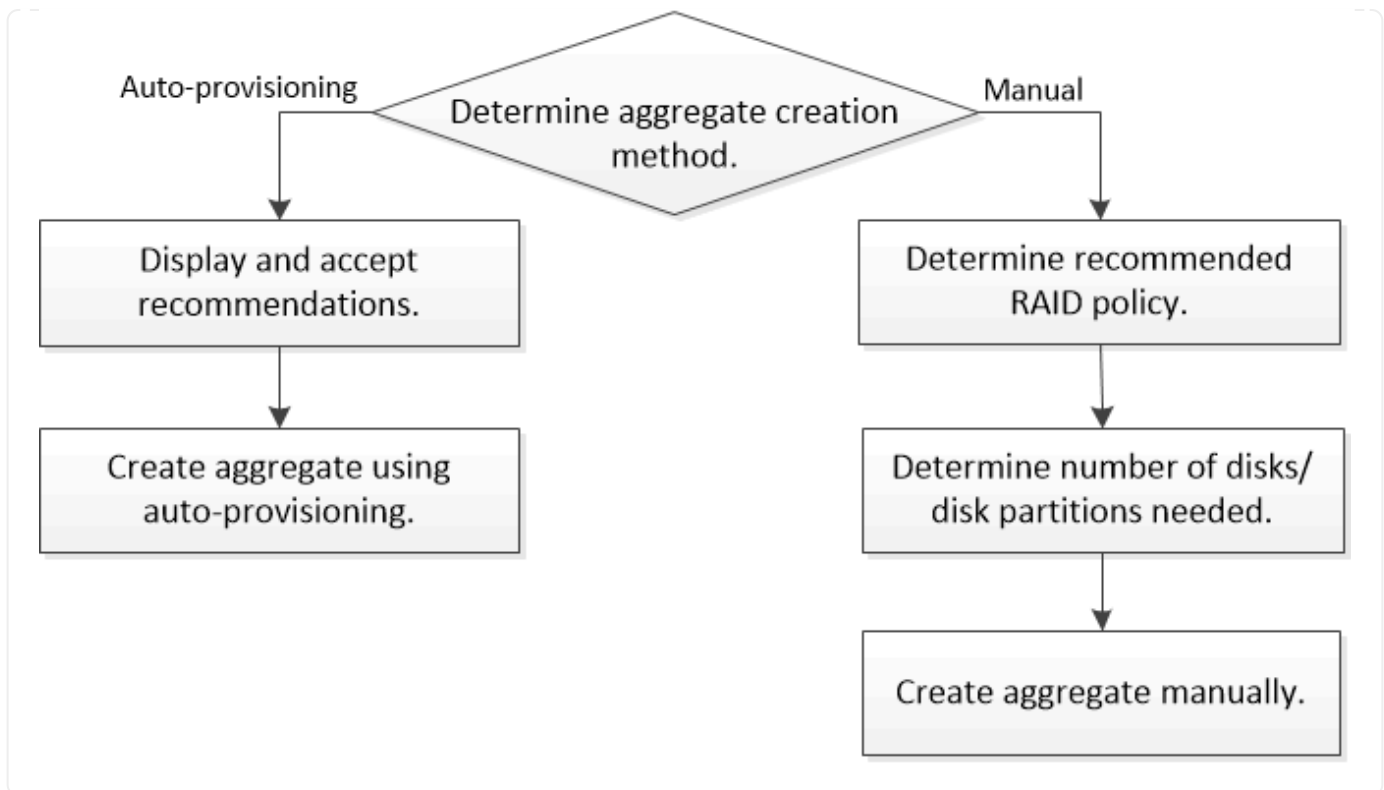 Auto-provisioning
Determine aggregate creation
method.
Manual
Display and accept
recommendations.
Determine recommended
RAID policy.
Create aggregate using
auto-provisioning.
Determine number of disks/
disk partitions needed.
Create aggregate manually.